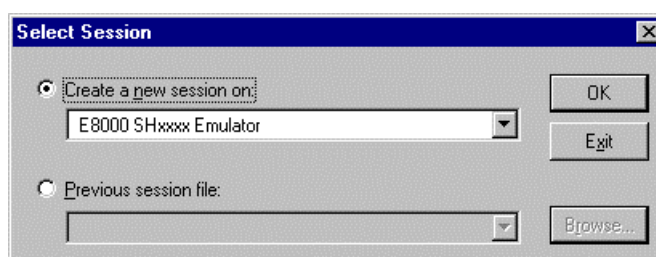 Select Session
Create a new session on:
OK
E8000 SHxxxx Emulator
Exit
Previous session file:
Browse...